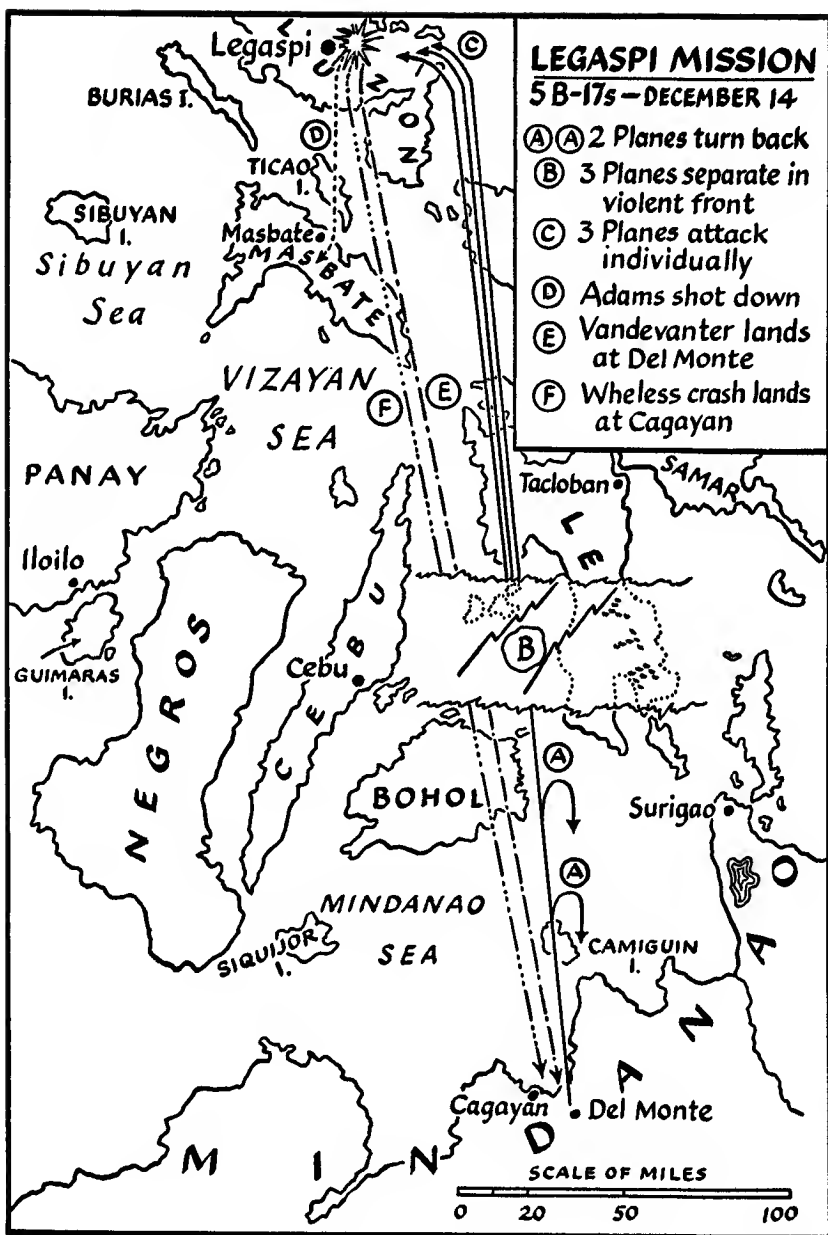 LEGASPI MISSION
5 B-17s — DECEMBER 14
A A 2 Planes turn back
B 3 Planes separate in
violent front
C 3 Planes attack
individually
D Adams shot down
E Vandevanter lands
at Del Monte
F Wheless crash lands
at Cagayan
Legaspi
C
LUZON
BURIAS I.
D
TICAO
I.
SIBUYAN
I.
Masbate
MASBATE
Sibuyan
Sea
VIZAYAN
SEA
F
E
PANAY
Tacloban
SAMAR
LEYTE
Iloilo
GUIMARAS
I.
NEGROS
CEBU
Cebu
B
A
BOHOL
Surigao
A
MINDANAO
SEA
SIQUIJOR
I.
CAMIGUIN
I.
Cagayan
Del Monte
MINDANAO
SCALE OF MILES
0 20 50 100